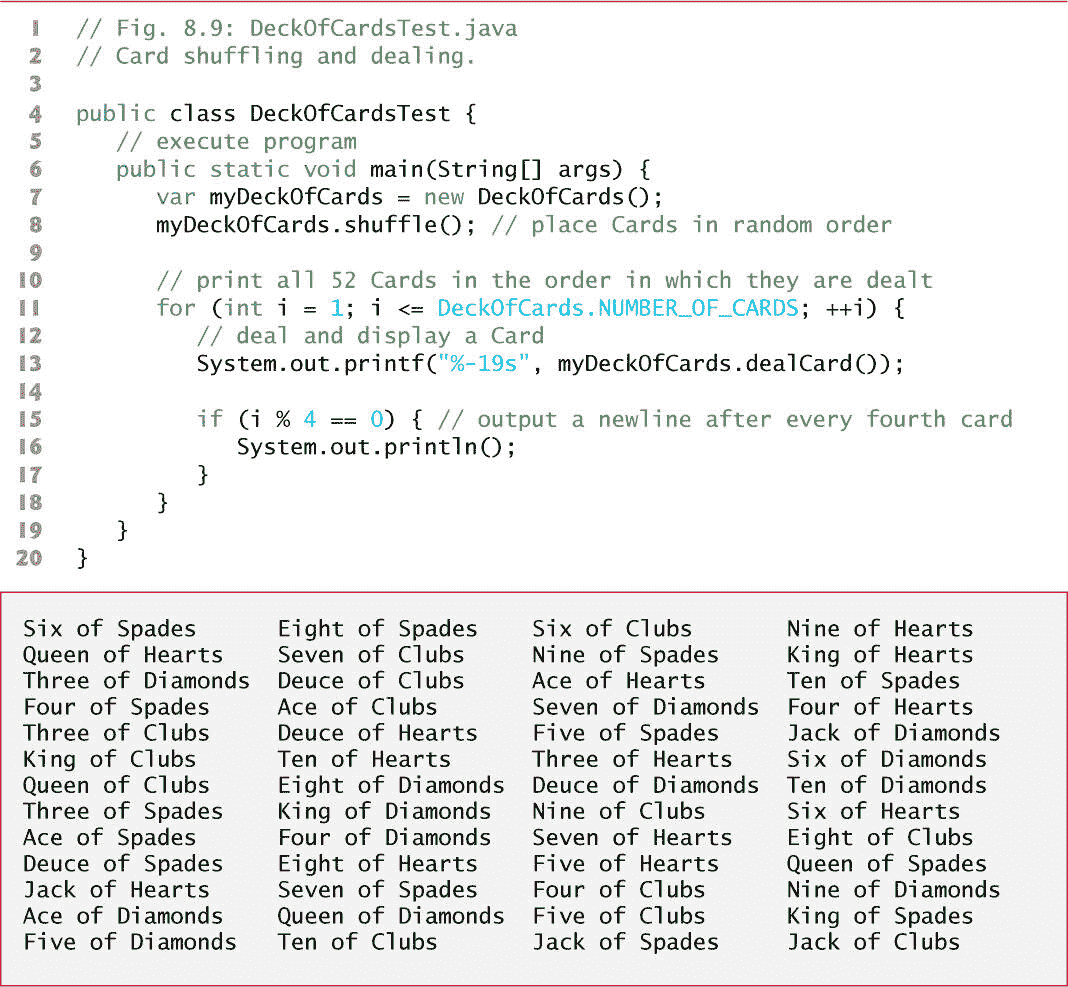 1 // Fig. 8.9: DeckOfCardsTest.java
2 // Card shuffling and dealing.
3
4 public class DeckOfCardsTest {
5    // execute program
6    public static void main(String[] args) {
7       var myDeckOfCards = new DeckOfCards();
8       myDeckOfCards.shuffle(); // place Cards in random order
9
10       // print all 52 Cards in the order in which they are dealt
11       for (int i = 1; i <= DeckOfCards.NUMBER_OF_CARDS; ++i) {
12          // deal and display a Card
13          System.out.printf("%-19s", myDeckOfCards.dealCard());
14
15          if (i % 4 == 0) { // output a newline after every fourth card
16             System.out.println();
17          }
18       }
19    }
20 }
Six of Spades      Eight of Spades    Six of Clubs       Nine of Hearts
Queen of Hearts    Seven of Clubs     Nine of Spades     King of Hearts
Three of Diamonds  Deuce of Clubs     Ace of Hearts      Ten of Spades
Four of Spades     Ace of Clubs       Seven of Diamonds  Four of Hearts
Three of Clubs     Deuce of Hearts    Five of Spades     Jack of Diamonds
King of Clubs      Ten of Hearts      Three of Hearts    Six of Diamonds
Queen of Clubs     Eight of Diamonds  Deuce of Diamonds  Ten of Diamonds
Three of Spades    King of Diamonds   Nine of Clubs      Six of Hearts
Ace of Spades      Four of Diamonds   Seven of Hearts    Eight of Clubs
Deuce of Spades    Eight of Hearts    Five of Hearts     Queen of Spades
Jack of Hearts     Seven of Spades    Four of Clubs      Nine of Diamonds
Ace of Diamonds    Queen of Diamonds  Five of Clubs      King of Spades
Five of Diamonds   Ten of Clubs       Jack of Spades     Jack of Clubs